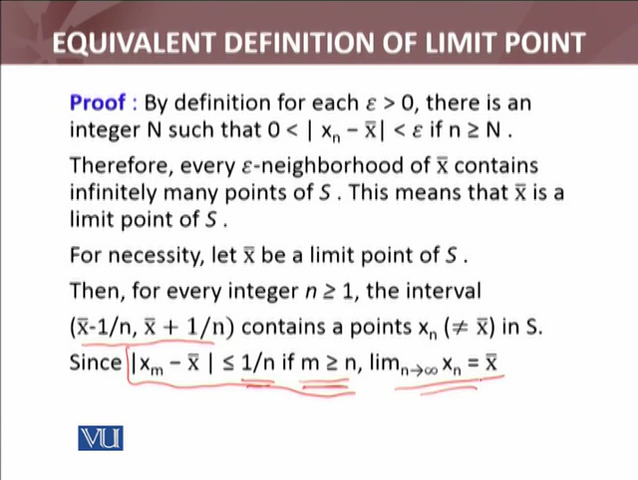 EQUIVALENT DEFINITION OF LIMIT POINT
Proof : By definition for each ε > 0, there is an
integer N such that 0 < | xₙ − x̄| < ε if n ≥ N .
Therefore, every ε-neighborhood of x̄ contains
infinitely many points of S . This means that x̄ is a
limit point of S .
For necessity, let x̄ be a limit point of S .
Then, for every integer n ≥ 1, the interval
(x̄-1/n, x̄ + 1/n) contains a points xₙ (≠ x̄) in S.
Since |xₘ − x̄ | ≤ 1/n if m ≥ n, limₙ→∞ xₙ = x̄
VU